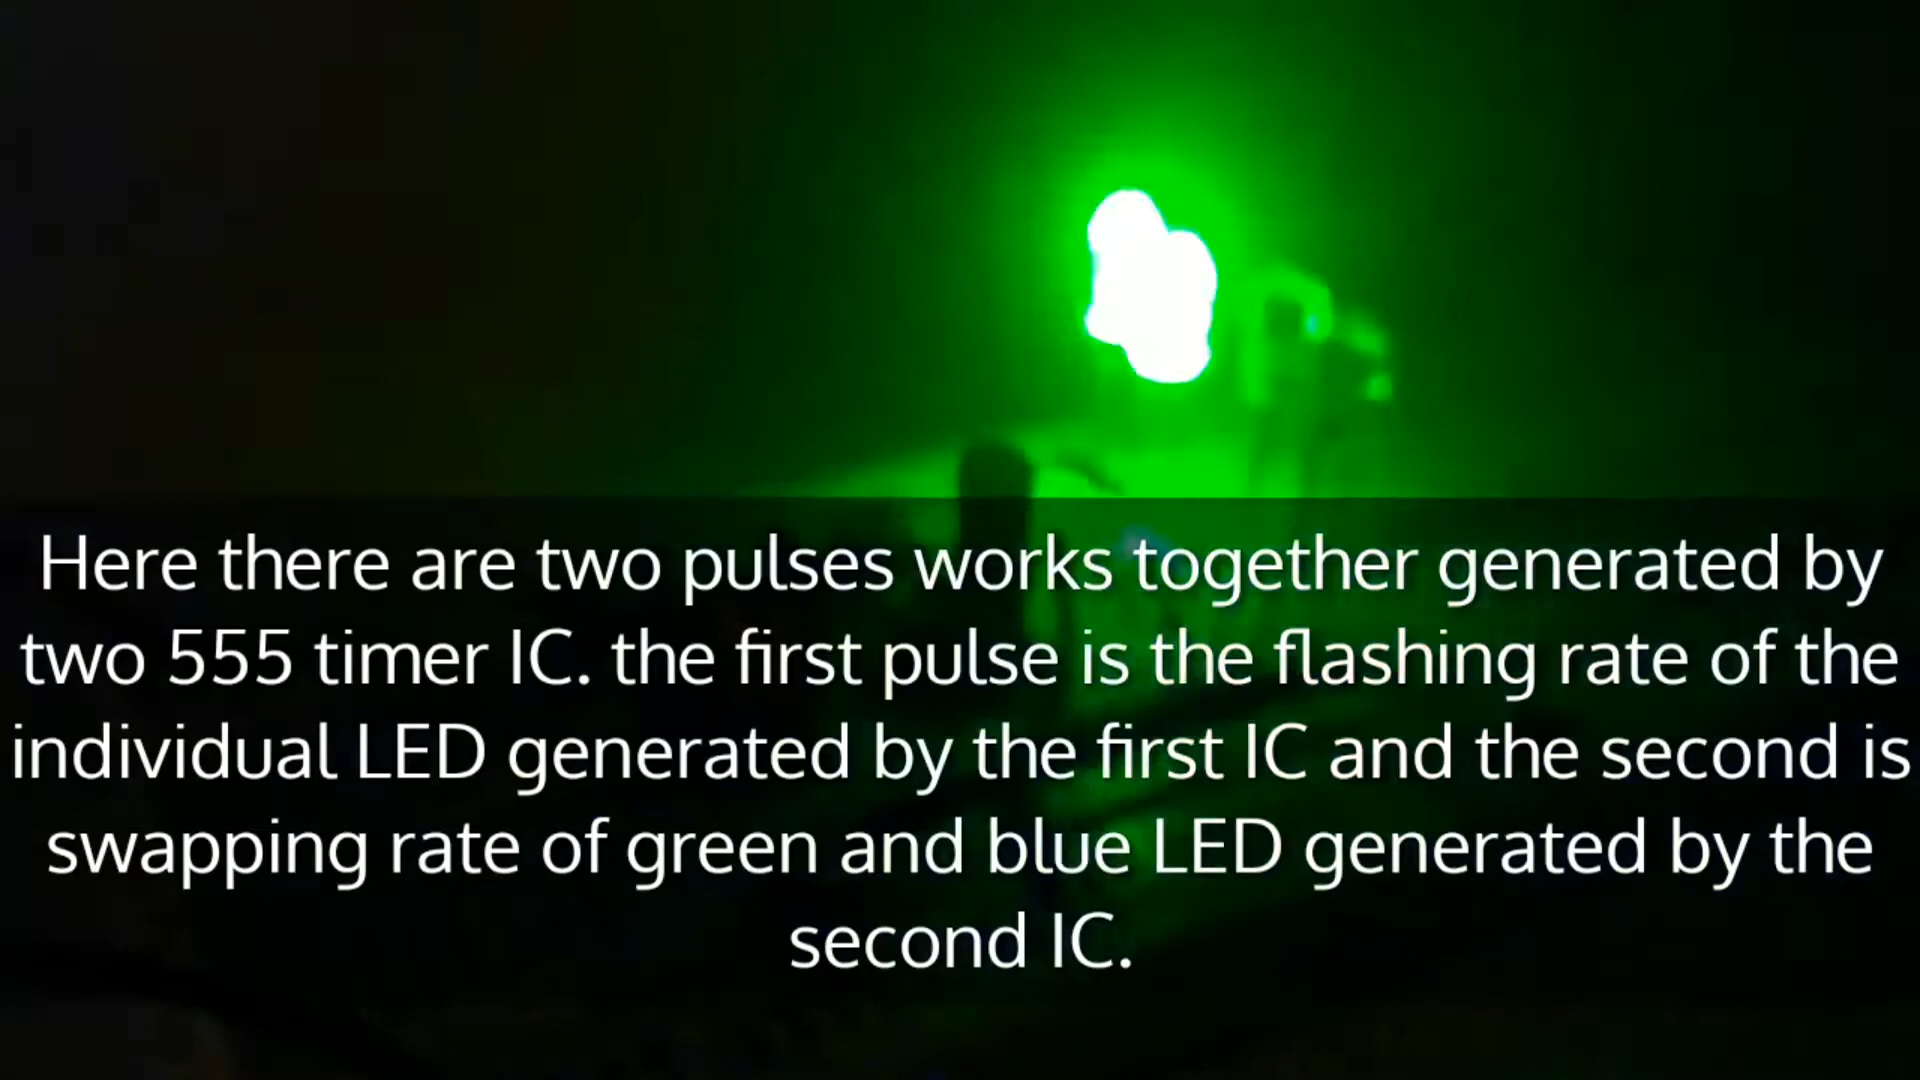 Here there are two pulses works together generated by
two 555 timer IC. the first pulse is the flashing rate of the
individual LED generated by the first IC and the second is
swapping rate of green and blue LED generated by the
second IC.